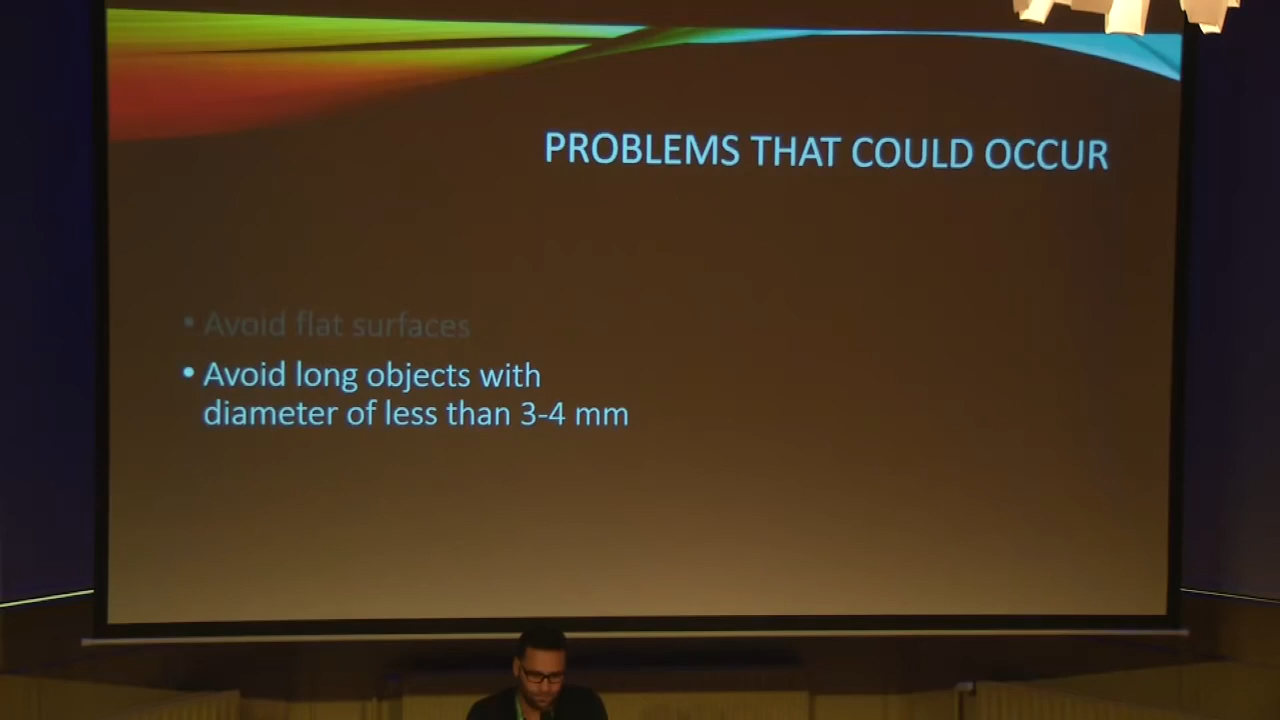 PROBLEMS THAT COULD OCCUR
• Avoid flat surfaces
• Avoid long objects with
diameter of less than 3-4 mm